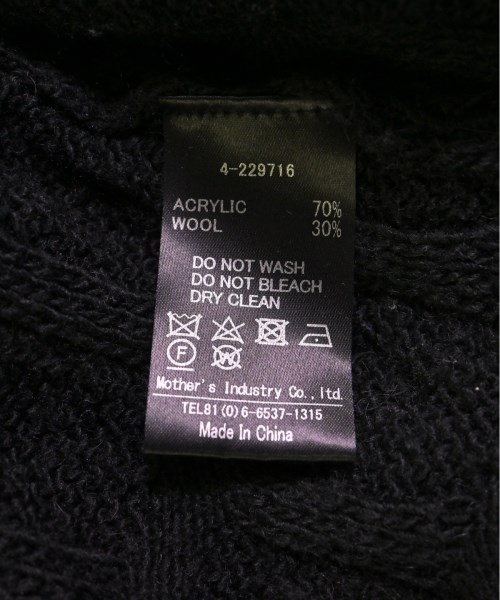 4-229716
ACRYLIC 70%
WOOL 30%
DO NOT WASH
DO NOT BLEACH
DRY CLEAN
F W
Mother's Industry Co., ltd.
TEL81(0)6-6537-1315
Made In China